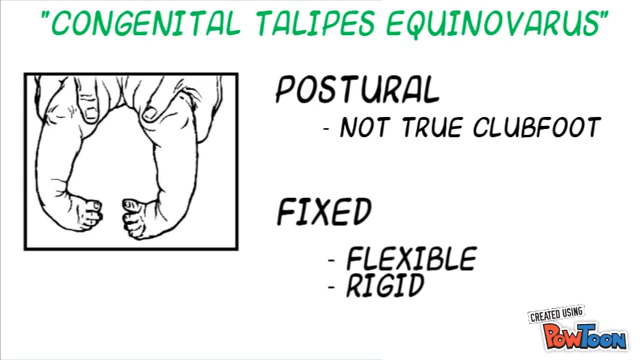 "CONGENITAL TALIPES EQUINOVARUS"
POSTURAL
- NOT TRUE CLUBFOOT
FIXED
- FLEXIBLE
- RIGID
CREATED USING
POWTOON